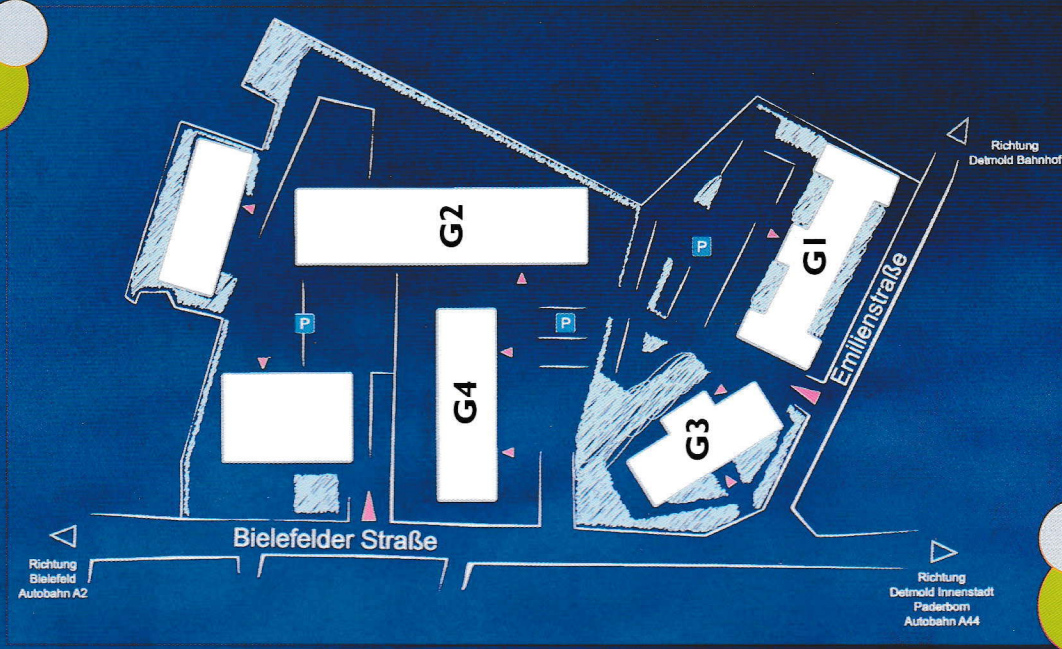 Richtung
Detmold Bahnhof
G2
P
G1
Emilienstraße
P
P
G4
G3
Bielefelder Straße
Richtung
Bielefeld
Autobahn A2
Richtung
Detmold Innenstadt
Paderborn
Autobahn A44